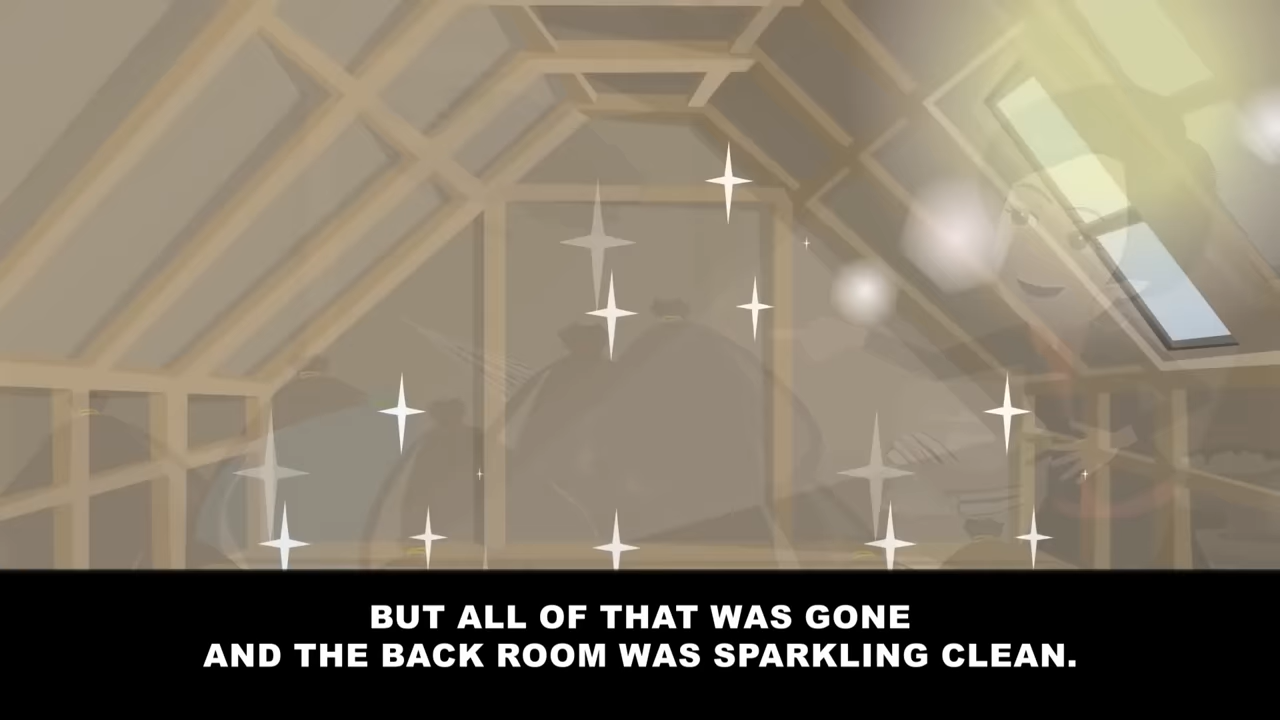 BUT ALL OF THAT WAS GONE
AND THE BACK ROOM WAS SPARKLING CLEAN.